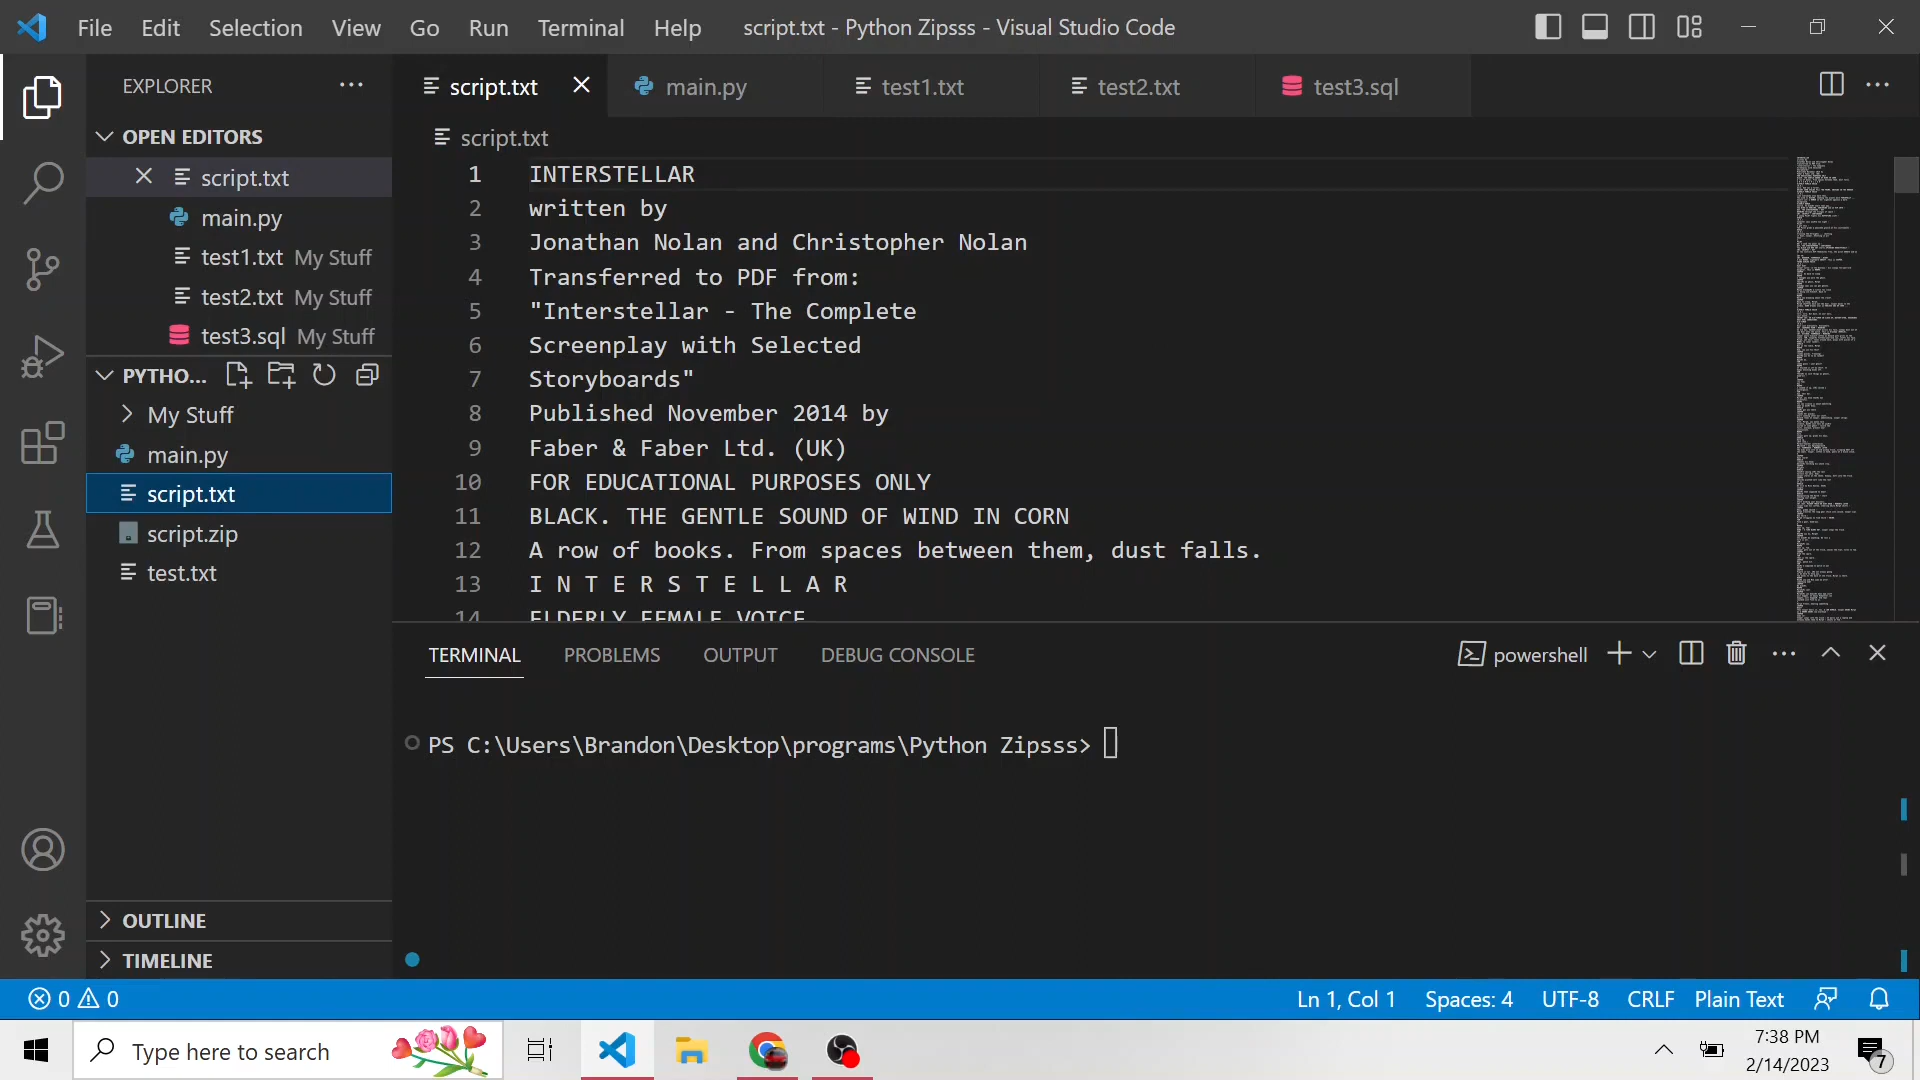 File Edit Selection View Go Run Terminal Help script.txt - Python Zipsss - Visual Studio Code
EXPLORER
OPEN EDITORS
script.txt
main.py
test1.txt My Stuff
test2.txt My Stuff
test3.sql My Stuff
PYTHO...
My Stuff
main.py
script.txt
script.zip
test.txt
OUTLINE
TIMELINE
script.txt main.py test1.txt test2.txt test3.sql
script.txt
1 INTERSTELLAR
2 written by
3 Jonathan Nolan and Christopher Nolan
4 Transferred to PDF from:
5 "Interstellar - The Complete
6 Screenplay with Selected
7 Storyboards"
8 Published November 2014 by
9 Faber & Faber Ltd. (UK)
10 FOR EDUCATIONAL PURPOSES ONLY
11 BLACK. THE GENTLE SOUND OF WIND IN CORN
12 A row of books. From spaces between them, dust falls.
13 I N T E R S T E L L A R
14 ELDERLY FEMALE VOICE
TERMINAL PROBLEMS OUTPUT DEBUG CONSOLE powershell
PS C:\Users\Brandon\Desktop\programs\Python Zipsss>
0 0 Ln 1, Col 1 Spaces: 4 UTF-8 CRLF Plain Text
Type here to search
7:38 PM
2/14/2023
7